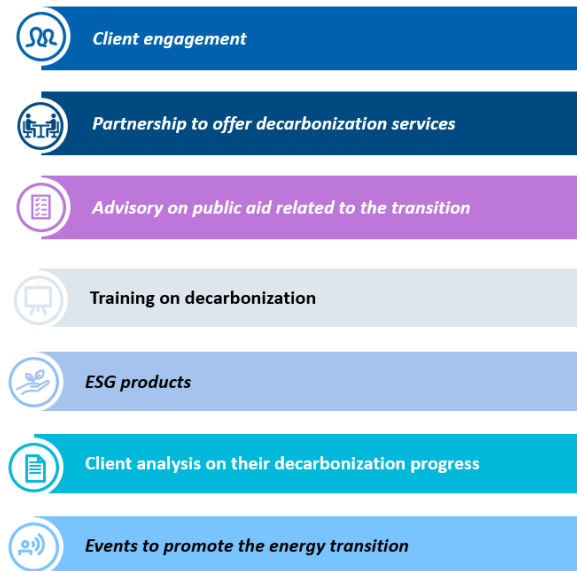 Client engagement
Partnership to offer decarbonization services
Advisory on public aid related to the transition
Training on decarbonization
ESG products
Client analysis on their decarbonization progress
Events to promote the energy transition